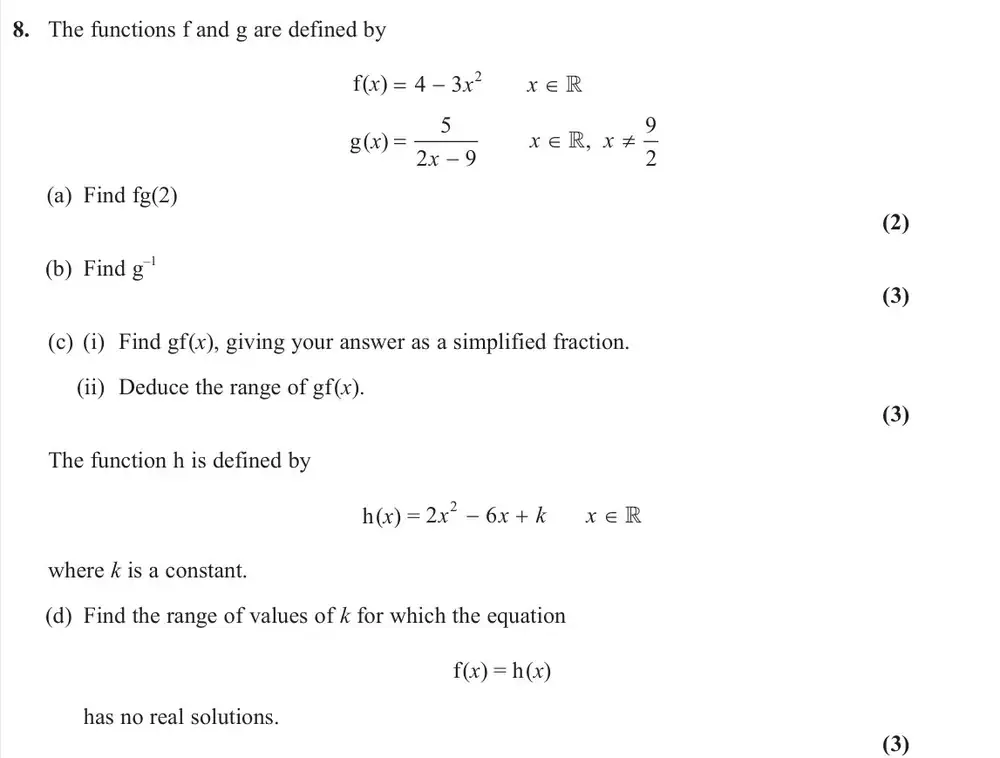 8. The functions f and g are defined by
f(x) = 4 – 3x² x ∈ ℝ
g(x) = 5/(2x – 9) x ∈ ℝ, x ≠ 9/2
(a) Find fg(2)
(2)
(b) Find g⁻¹
(3)
(c) (i) Find gf(x), giving your answer as a simplified fraction.
(ii) Deduce the range of gf(x).
(3)
The function h is defined by
h(x) = 2x² – 6x + k x ∈ ℝ
where k is a constant.
(d) Find the range of values of k for which the equation
f(x) = h(x)
has no real solutions.
(3)